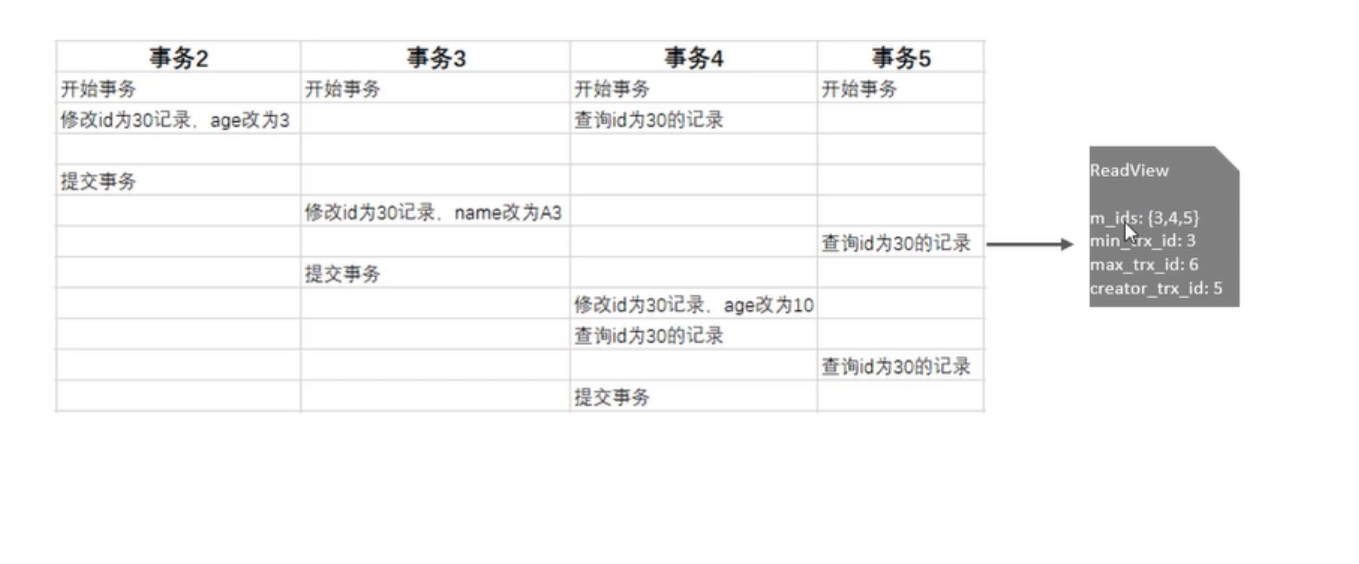 事务2 事务3 事务4 事务5
开始事务 开始事务 开始事务 开始事务
修改id为30记录，age改为3 查询id为30的记录
提交事务
修改id为30记录，name改为A3
查询id为30的记录
提交事务
修改id为30记录，age改为10
查询id为30的记录
查询id为30的记录
提交事务
ReadView
m_ids: {3,4,5}
min_trx_id: 3
max_trx_id: 6
creator_trx_id: 5